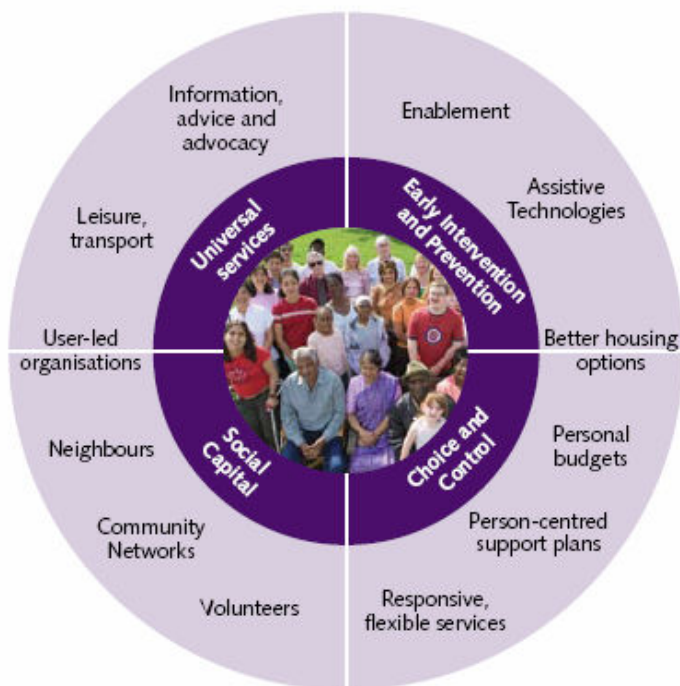 Information,
advice and
advocacy
Leisure,
transport
Universal
services
Enablement
Assistive
Technologies
Early Intervention
and Prevention
User-led
organisations
Better housing
options
Neighbours
Community
Networks
Volunteers
Social
Capital
Choice and
Control
Personal
budgets
Person-centred
support plans
Responsive,
flexible services